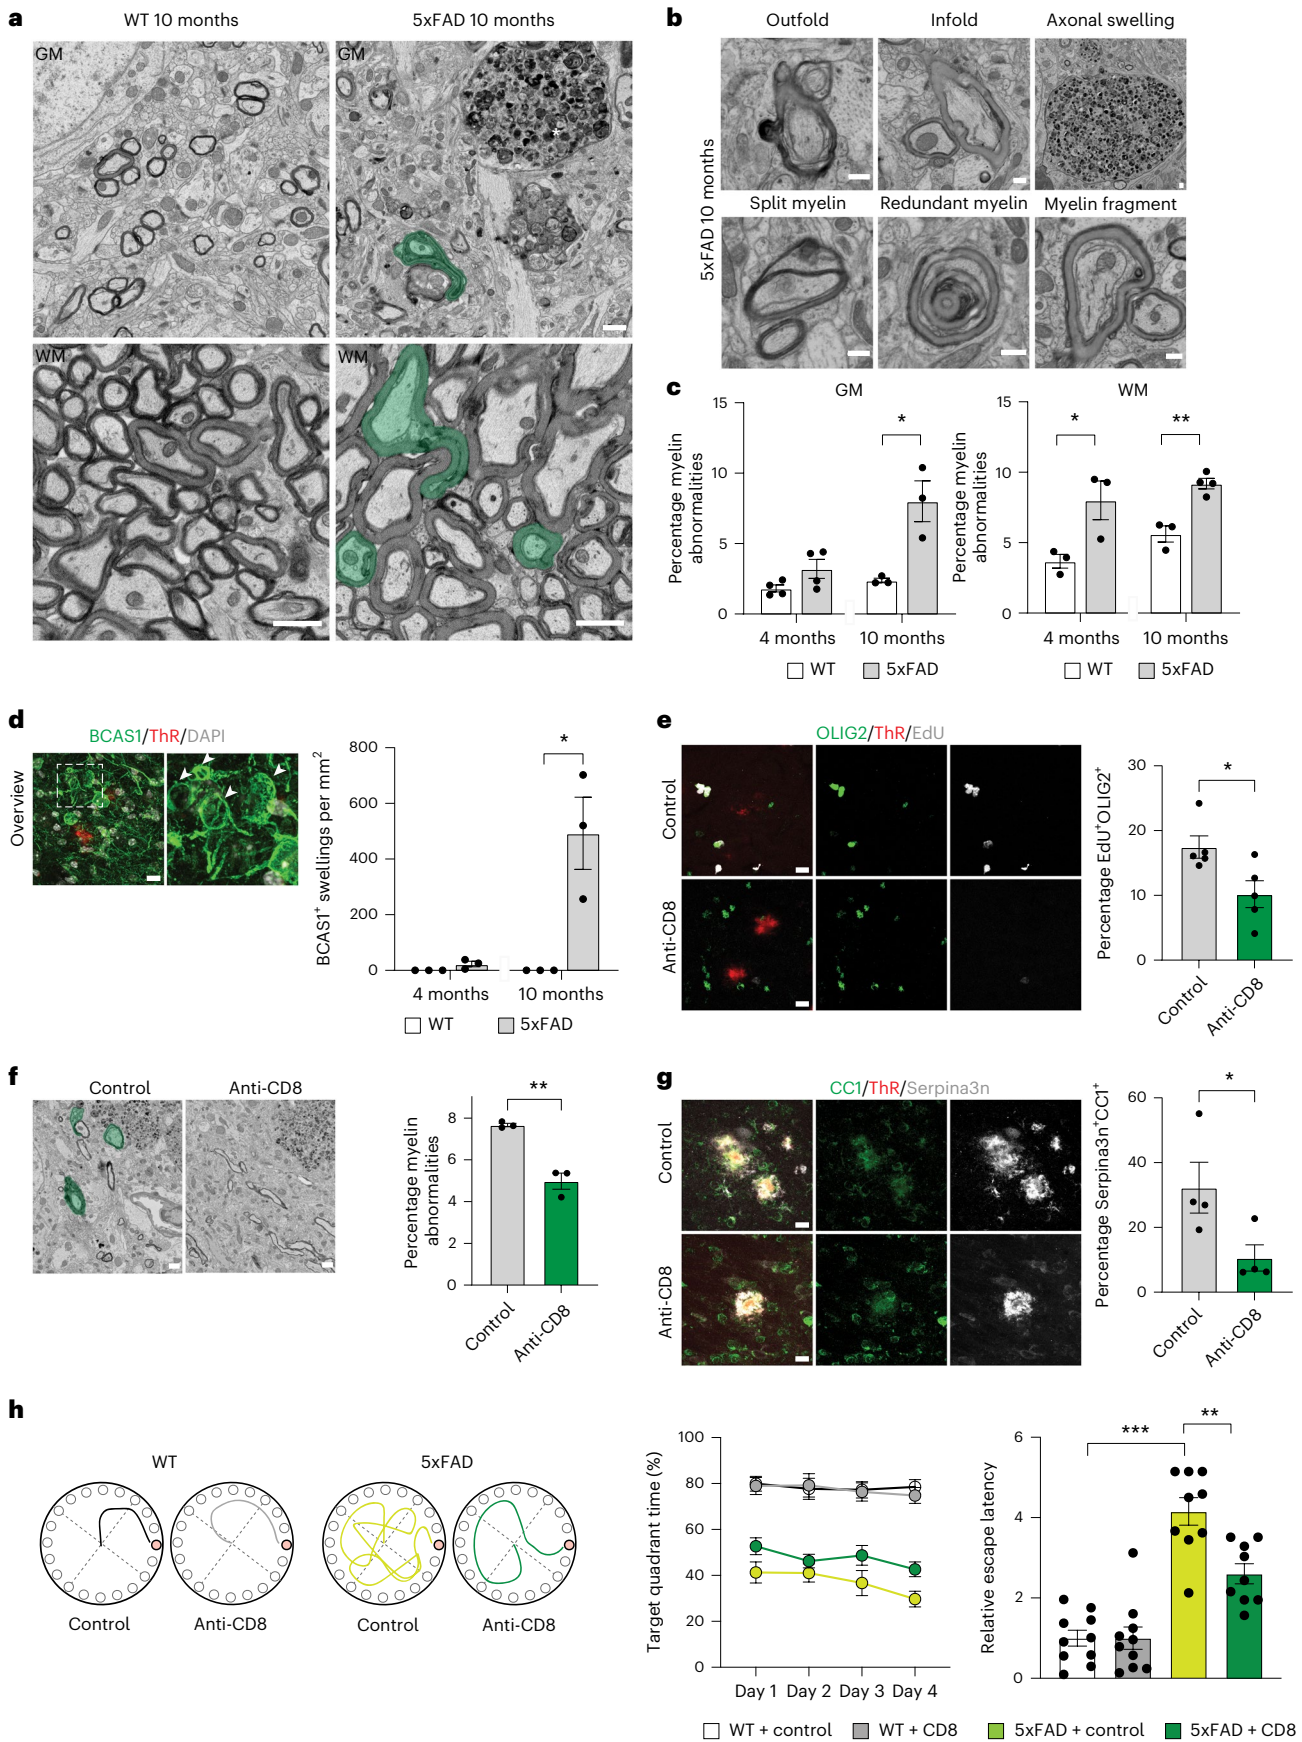 a
WT 10 months
5xFAD 10 months
GM
GM
*
WM
WM
b
Outfold
Infold
Axonal swelling
5xFAD 10 months
Split myelin
Redundant myelin
Myelin fragment
c
GM
WM
Percentage myelin
abnormalities
15
10
5
0
*
4 months
10 months
WT
5xFAD
Percentage myelin
abnormalities
15
10
5
0
*
**
4 months
10 months
WT
5xFAD
d
BCAS1/ThR/DAPI
Overview
BCAS1+ swellings per mm2
800
600
400
200
0
*
4 months
10 months
WT
5xFAD
e
OLIG2/ThR/EdU
Control
Anti-CD8
Percentage EdU+OLIG2+
30
20
10
0
*
Control
Anti-CD8
f
Control
Anti-CD8
Percentage myelin
abnormalities
8
6
4
2
0
**
Control
Anti-CD8
g
CC1/ThR/Serpina3n
Control
Anti-CD8
Percentage Serpina3n+CC1+
60
40
20
0
*
Control
Anti-CD8
h
WT
5xFAD
Control
Anti-CD8
Control
Anti-CD8
Target quadrant time (%)
100
80
60
40
20
0
Day 1
Day 2
Day 3
Day 4
Relative escape latency
6
4
2
0
***
**
WT + control
WT + CD8
5xFAD + control
5xFAD + CD8